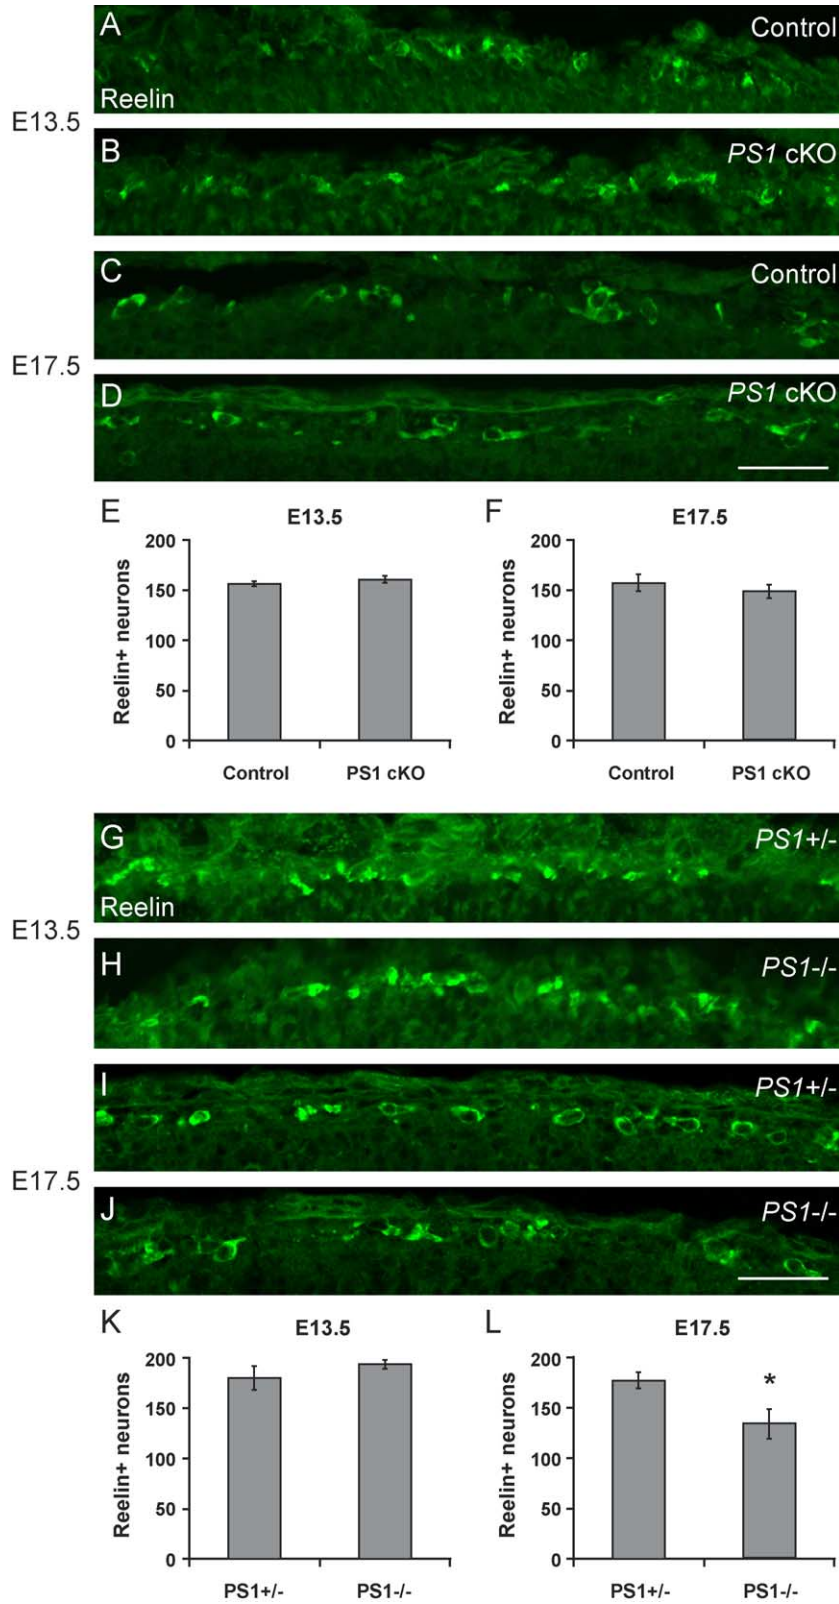 A
Control
Reelin
E13.5
B
PS1 cKO
C
Control
E17.5
D
PS1 cKO
E
E13.5
200
150
100
50
0
Reelin+ neurons
Control
PS1 cKO
F
E17.5
200
150
100
50
0
Reelin+ neurons
Control
PS1 cKO
G
PS1+/-
Reelin
E13.5
H
PS1-/-
I
PS1+/-
E17.5
J
PS1-/-
K
E13.5
200
150
100
50
0
Reelin+ neurons
PS1+/-
PS1-/-
L
E17.5
200
150
100
50
0
Reelin+ neurons
*
PS1+/-
PS1-/-